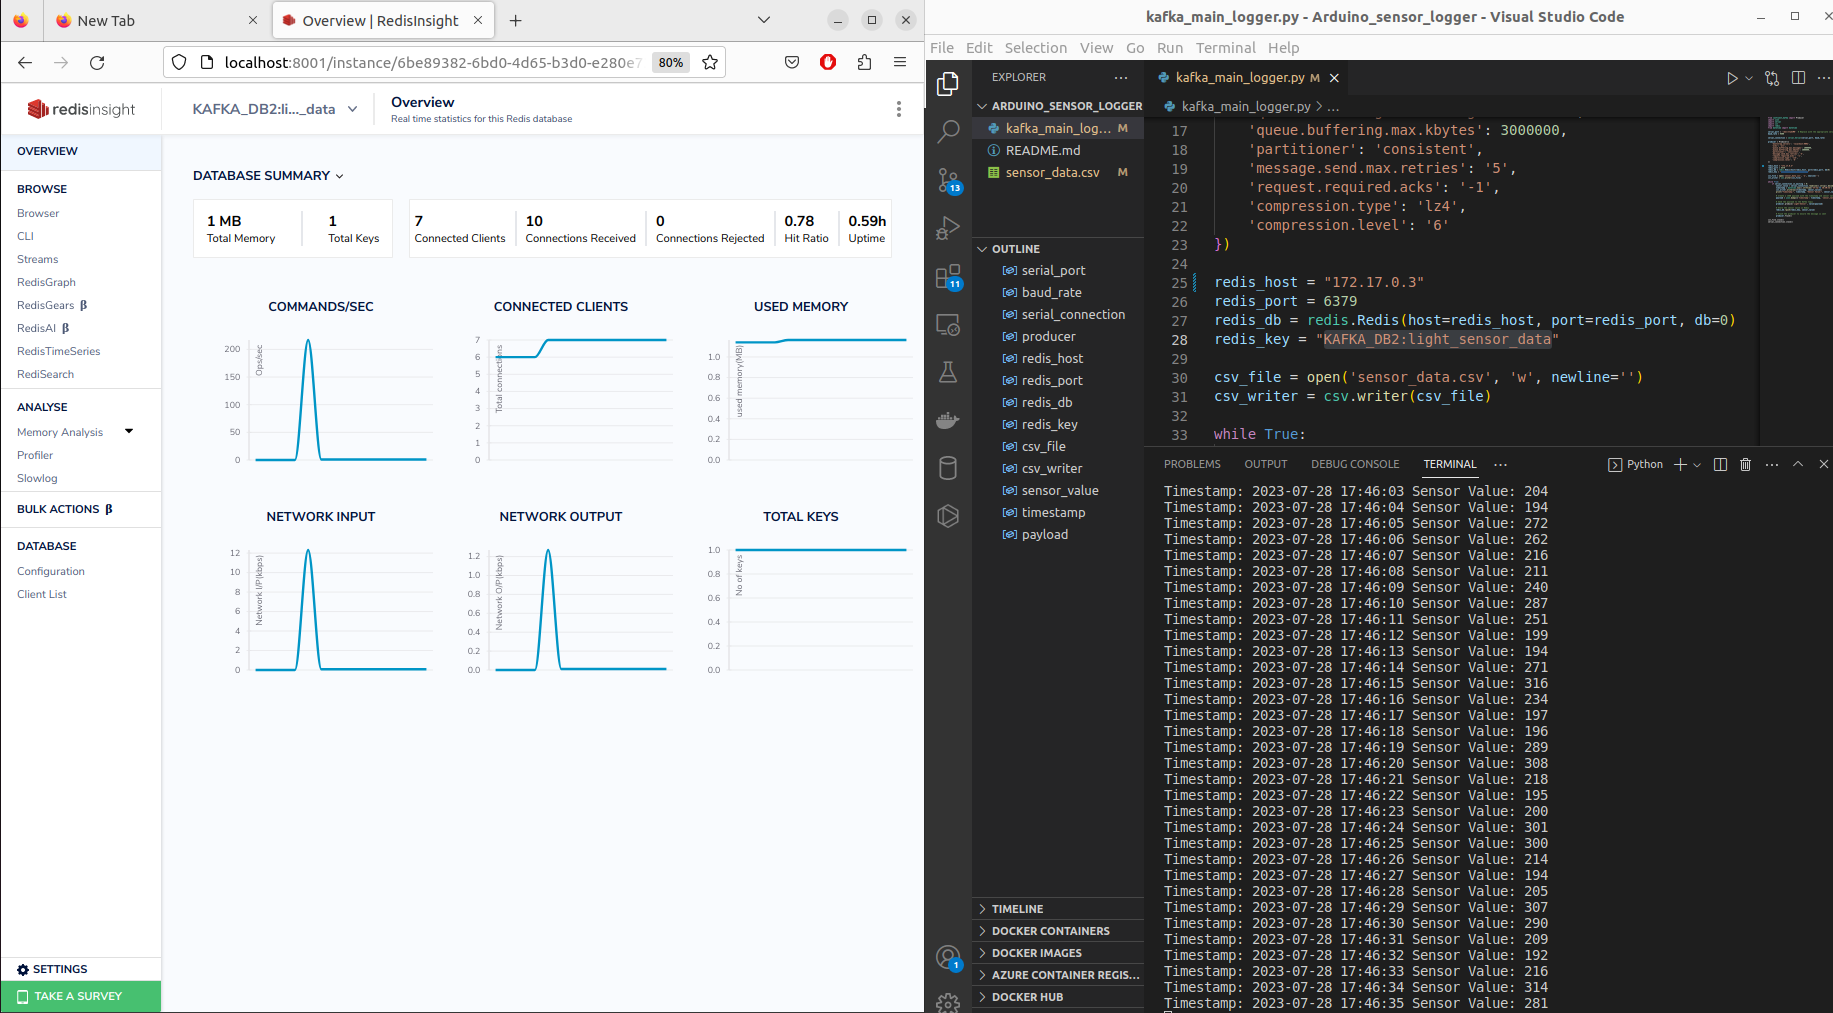 New Tab
Overview | RedisInsight
localhost:8001/instance/6be89382-6bd0-4d65-b3d0-e280e7
80%
redisinsight
KAFKA_DB2:li..._data
Overview
Real time statistics for this Redis database
OVERVIEW
BROWSE
Browser
CLI
Streams
RedisGraph
RedisGears β
RedisAI β
RedisTimeSeries
RediSearch
ANALYSE
Memory Analysis
Profiler
Slowlog
BULK ACTIONS β
DATABASE
Configuration
Client List
SETTINGS
TAKE A SURVEY
DATABASE SUMMARY
1 MB
Total Memory
1
Total Keys
7
Connected Clients
10
Connections Received
0
Connections Rejected
0.78
Hit Ratio
0.59h
Uptime
COMMANDS/SEC
200
150
100
50
0
Ops/sec
CONNECTED CLIENTS
7
6
5
4
3
2
1
0
Total connections
USED MEMORY
1.0
0.8
0.6
0.4
0.2
0.0
used memory(MB)
NETWORK INPUT
12
10
8
6
4
2
0
Network I/P(kbps)
NETWORK OUTPUT
1.2
1.0
0.8
0.6
0.4
0.2
0.0
Network O/P(kbps)
TOTAL KEYS
1.0
0.8
0.6
0.4
0.2
0.0
No of keys
kafka_main_logger.py - Arduino_sensor_logger - Visual Studio Code
File Edit Selection View Go Run Terminal Help
13
11
1
EXPLORER
ARDUINO_SENSOR_LOGGER
kafka_main_log... M
README.md
sensor_data.csv M
OUTLINE
serial_port
baud_rate
serial_connection
producer
redis_host
redis_port
redis_db
redis_key
csv_file
csv_writer
sensor_value
timestamp
payload
TIMELINE
DOCKER CONTAINERS
DOCKER IMAGES
AZURE CONTAINER REGIS...
DOCKER HUB
kafka_main_logger.py M
kafka_main_logger.py > ...
17 'queue.buffering.max.kbytes': 3000000,
18 'partitioner': 'consistent',
19 'message.send.max.retries': '5',
20 'request.required.acks': '-1',
21 'compression.type': 'lz4',
22 'compression.level': '6'
23 })
24
25 redis_host = "172.17.0.3"
26 redis_port = 6379
27 redis_db = redis.Redis(host=redis_host, port=redis_port, db=0)
28 redis_key = "KAFKA_DB2:light_sensor_data"
29
30 csv_file = open('sensor_data.csv', 'w', newline='')
31 csv_writer = csv.writer(csv_file)
32
33 while True:
PROBLEMS OUTPUT DEBUG CONSOLE TERMINAL ...
Python
Timestamp: 2023-07-28 17:46:03 Sensor Value: 204
Timestamp: 2023-07-28 17:46:04 Sensor Value: 194
Timestamp: 2023-07-28 17:46:05 Sensor Value: 272
Timestamp: 2023-07-28 17:46:06 Sensor Value: 262
Timestamp: 2023-07-28 17:46:07 Sensor Value: 216
Timestamp: 2023-07-28 17:46:08 Sensor Value: 211
Timestamp: 2023-07-28 17:46:09 Sensor Value: 240
Timestamp: 2023-07-28 17:46:10 Sensor Value: 287
Timestamp: 2023-07-28 17:46:11 Sensor Value: 251
Timestamp: 2023-07-28 17:46:12 Sensor Value: 199
Timestamp: 2023-07-28 17:46:13 Sensor Value: 194
Timestamp: 2023-07-28 17:46:14 Sensor Value: 271
Timestamp: 2023-07-28 17:46:15 Sensor Value: 316
Timestamp: 2023-07-28 17:46:16 Sensor Value: 234
Timestamp: 2023-07-28 17:46:17 Sensor Value: 197
Timestamp: 2023-07-28 17:46:18 Sensor Value: 196
Timestamp: 2023-07-28 17:46:19 Sensor Value: 289
Timestamp: 2023-07-28 17:46:20 Sensor Value: 308
Timestamp: 2023-07-28 17:46:21 Sensor Value: 218
Timestamp: 2023-07-28 17:46:22 Sensor Value: 195
Timestamp: 2023-07-28 17:46:23 Sensor Value: 200
Timestamp: 2023-07-28 17:46:24 Sensor Value: 301
Timestamp: 2023-07-28 17:46:25 Sensor Value: 300
Timestamp: 2023-07-28 17:46:26 Sensor Value: 214
Timestamp: 2023-07-28 17:46:27 Sensor Value: 194
Timestamp: 2023-07-28 17:46:28 Sensor Value: 205
Timestamp: 2023-07-28 17:46:29 Sensor Value: 307
Timestamp: 2023-07-28 17:46:30 Sensor Value: 290
Timestamp: 2023-07-28 17:46:31 Sensor Value: 209
Timestamp: 2023-07-28 17:46:32 Sensor Value: 192
Timestamp: 2023-07-28 17:46:33 Sensor Value: 216
Timestamp: 2023-07-28 17:46:34 Sensor Value: 314
Timestamp: 2023-07-28 17:46:35 Sensor Value: 281